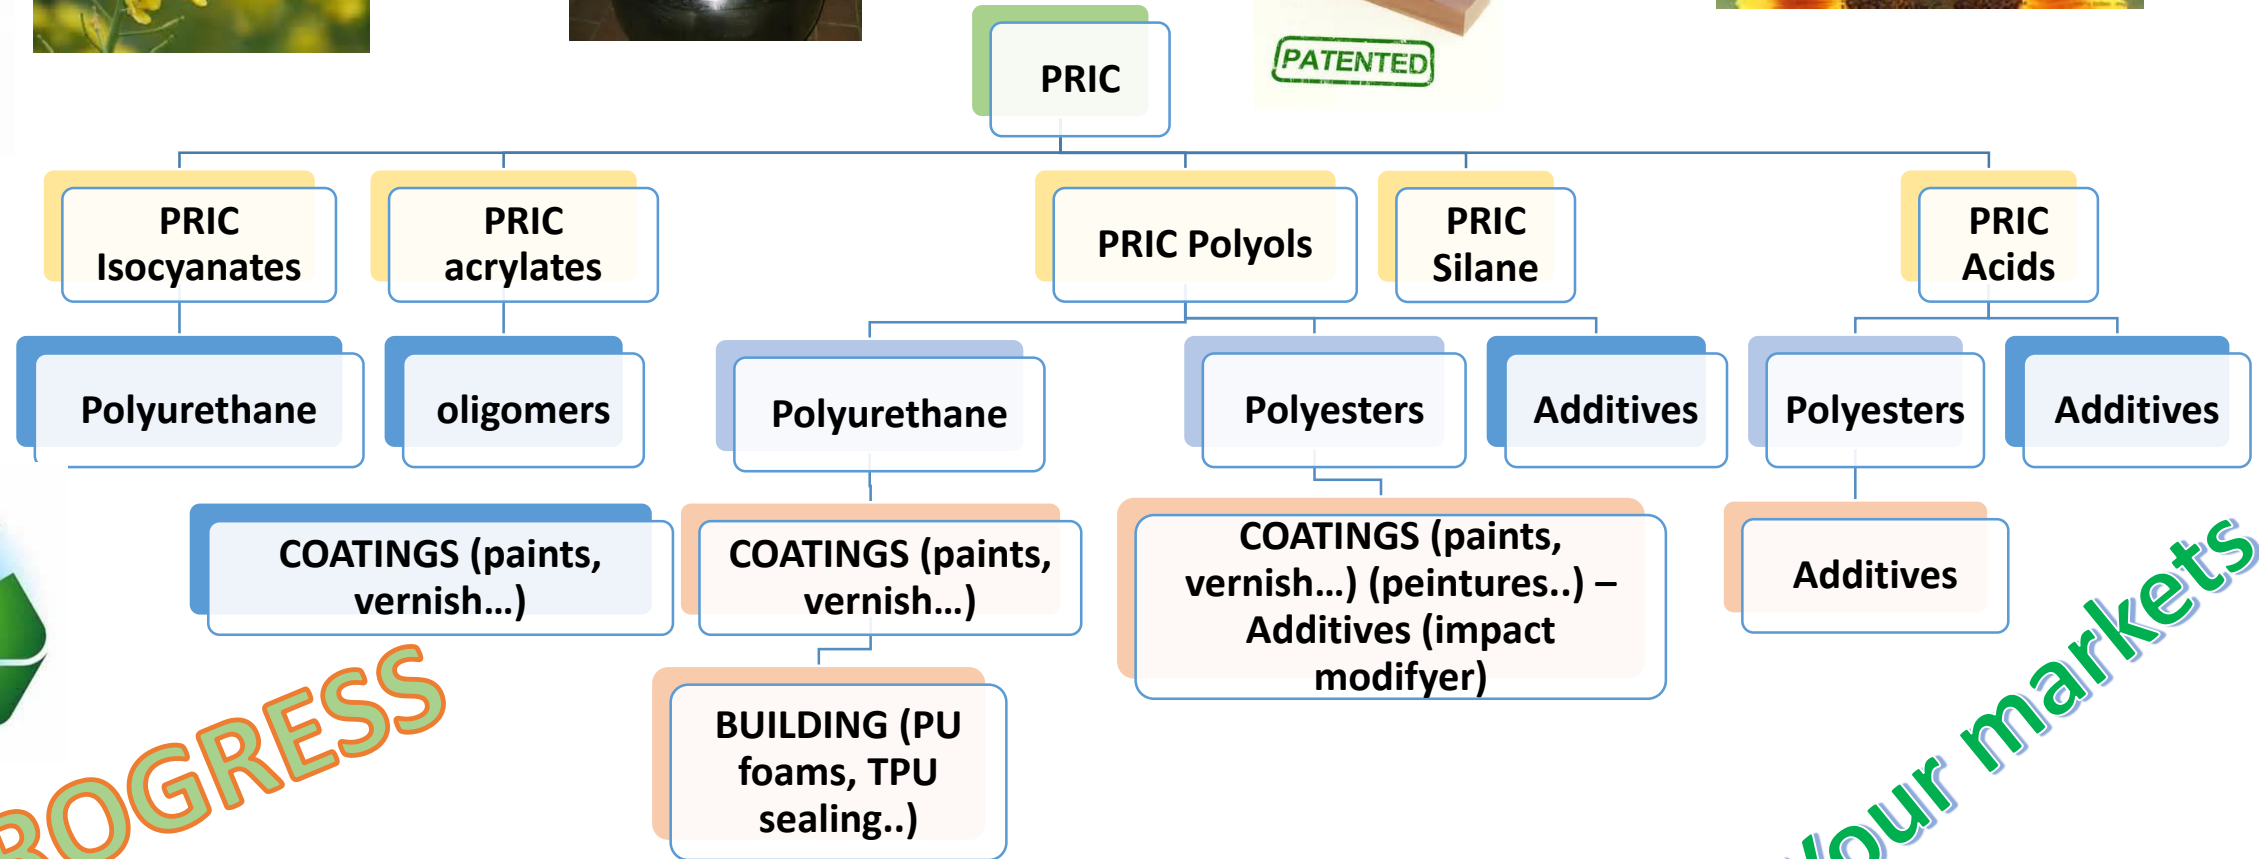 PATENTED
PRIC
PRIC
Isocyanates
PRIC
acrylates
PRIC Polyols
PRIC
Silane
PRIC
Acids
Polyurethane
oligomers
Polyurethane
Polyesters
Additives
Polyesters
Additives
COATINGS (paints,
vernish...)
COATINGS (paints,
vernish...)
COATINGS (paints,
vernish...) (peintures..) –
Additives (impact
modifyer)
Additives
BUILDING (PU
foams, TPU
sealing..)
ROGRESS
your markets